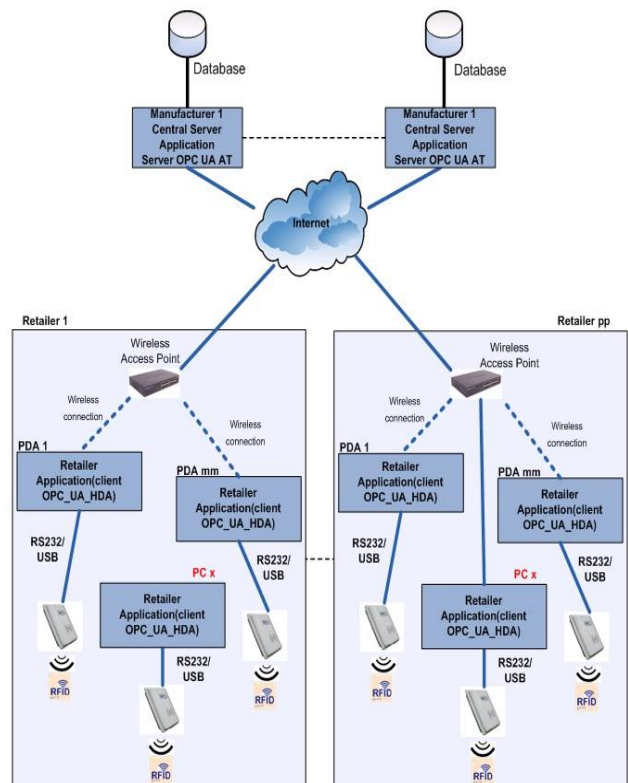 Database
Database
Manufacturer 1
Central Server
Application
Server OPC UA AT
Manufacturer 1
Central Server
Application
Server OPC UA AT
Internet
Retailer 1
Wireless
Access Point
Wireless
connection
Wireless
connection
PDA 1
Retailer
Application(client
OPC_UA_HDA)
PDA mm
Retailer
Application(client
OPC_UA_HDA)
RS232/
USB
RS232/
USB
PC x
Retailer
Application(client
OPC_UA_HDA)
RS232/
USB
RFID
RFID
RFID
Retailer pp
Wireless
Access Point
Wireless
connection
Wireless
connection
PDA 1
Retailer
Application(client
OPC_UA_HDA)
PDA mm
Retailer
Application(client
OPC_UA_HDA)
RS232/
USB
RS232/
USB
PC x
Retailer
Application(client
OPC_UA_HDA)
RS232/
USB
RFID
RFID
RFID